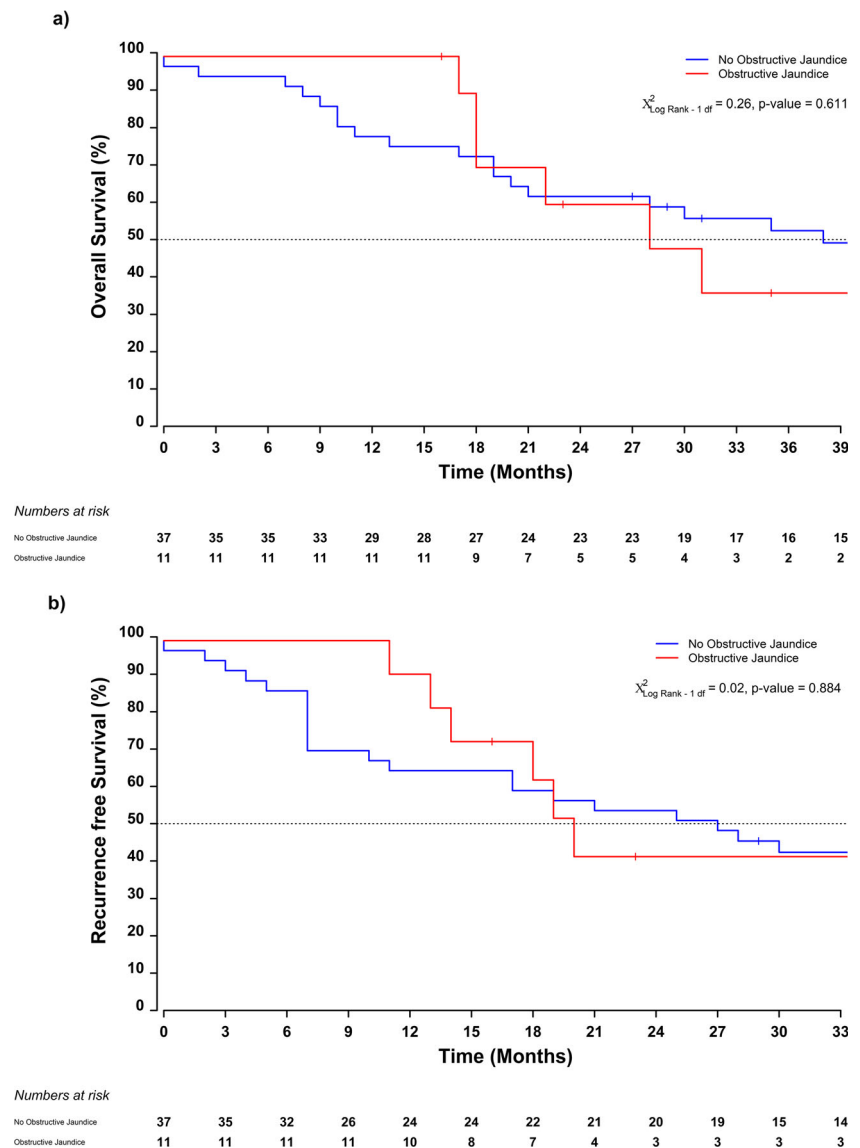 a)
100
90
80
70
60
50
40
30
20
10
0
Overall Survival (%)
No Obstructive Jaundice
Obstructive Jaundice
X² Log Rank - 1 df = 0.26, p-value = 0.611
0 3 6 9 12 15 18 21 24 27 30 33 36 39
Time (Months)
Numbers at risk
No Obstructive Jaundice 37 35 35 33 29 28 27 24 23 23 19 17 16 15
Obstructive Jaundice 11 11 11 11 11 11 9 7 5 5 4 3 2 2
b)
100
90
80
70
60
50
40
30
20
10
0
Recurrence free Survival (%)
No Obstructive Jaundice
Obstructive Jaundice
X² Log Rank - 1 df = 0.02, p-value = 0.884
0 3 6 9 12 15 18 21 24 27 30 33
Time (Months)
Numbers at risk
No Obstructive Jaundice 37 35 32 26 24 24 22 21 20 19 15 14
Obstructive Jaundice 11 11 11 11 10 8 7 4 3 3 3 3